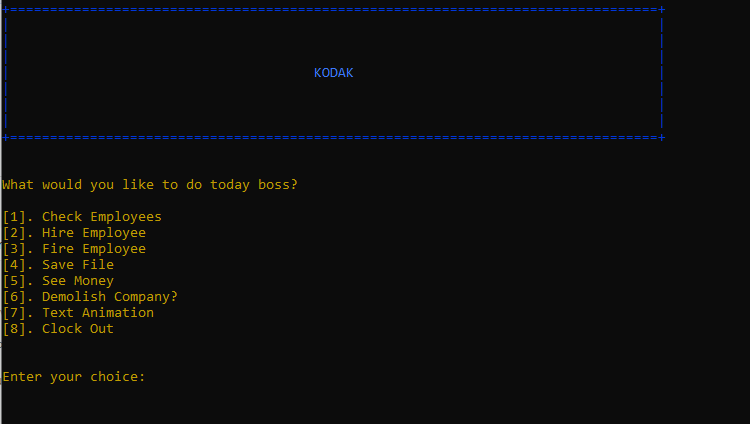 KODAK
What would you like to do today boss?
[1]. Check Employees
[2]. Hire Employee
[3]. Fire Employee
[4]. Save File
[5]. See Money
[6]. Demolish Company?
[7]. Text Animation
[8]. Clock Out
Enter your choice: